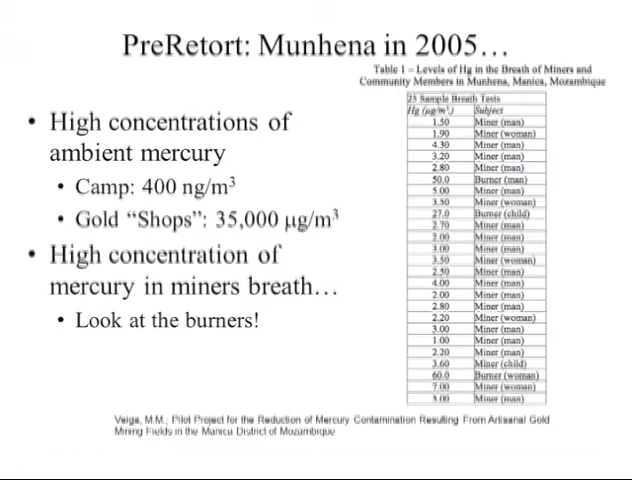 PreRetort: Munhena in 2005…
Table 1 – Levels of Hg in the Breath of Miners and
Community Members in Munhena, Manica, Mozambique
• High concentrations of
ambient mercury
• Camp: 400 ng/m³
• Gold “Shops”: 35,000 μg/m³
• High concentration of
mercury in miners breath…
• Look at the burners!
25 Sample Breath Tests
Hg (μg/m³) Subject
1.50 Miner (man)
1.90 Miner (woman)
4.30 Miner (man)
3.20 Miner (man)
2.80 Miner (man)
50.0 Burner (man)
5.00 Miner (man)
3.50 Miner (woman)
27.0 Burner (child)
2.70 Miner (man)
2.00 Miner (man)
3.00 Miner (man)
3.50 Miner (woman)
2.50 Miner (man)
4.00 Miner (man)
2.00 Miner (man)
2.80 Miner (man)
2.20 Miner (woman)
3.00 Miner (man)
1.00 Miner (man)
2.20 Miner (man)
3.60 Miner (child)
60.0 Burner (woman)
7.00 Miner (woman)
Miner (man)
Veiga, M.M.; Pilot Project for the Reduction of Mercury Contamination Resulting From Artisanal Gold
Mining Fields in the Manica District of Mozambique